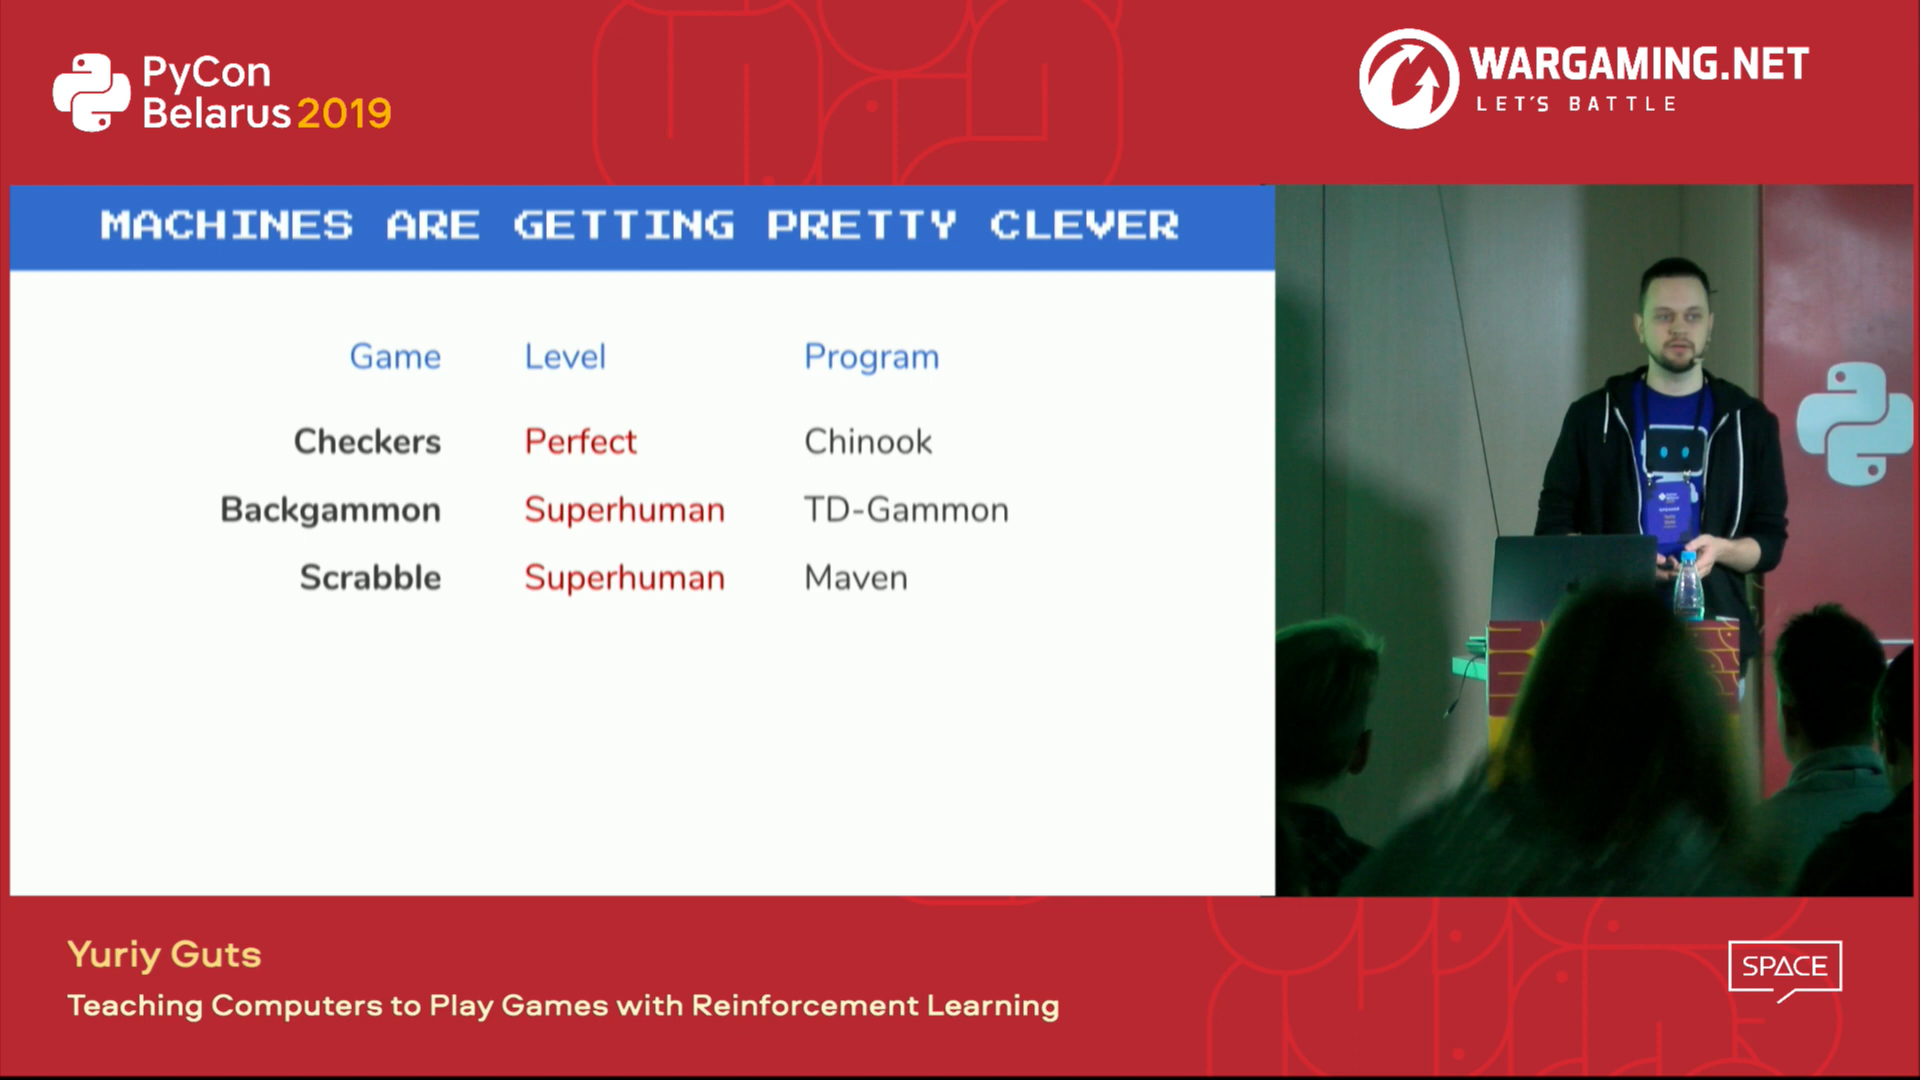 PyCon
Belarus 2019
WARGAMING.NET
LET'S BATTLE
MACHINES ARE GETTING PRETTY CLEVER
Game Level Program
Checkers Perfect Chinook
Backgammon Superhuman TD-Gammon
Scrabble Superhuman Maven
Yuriy Guts
Teaching Computers to Play Games with Reinforcement Learning
SPACE